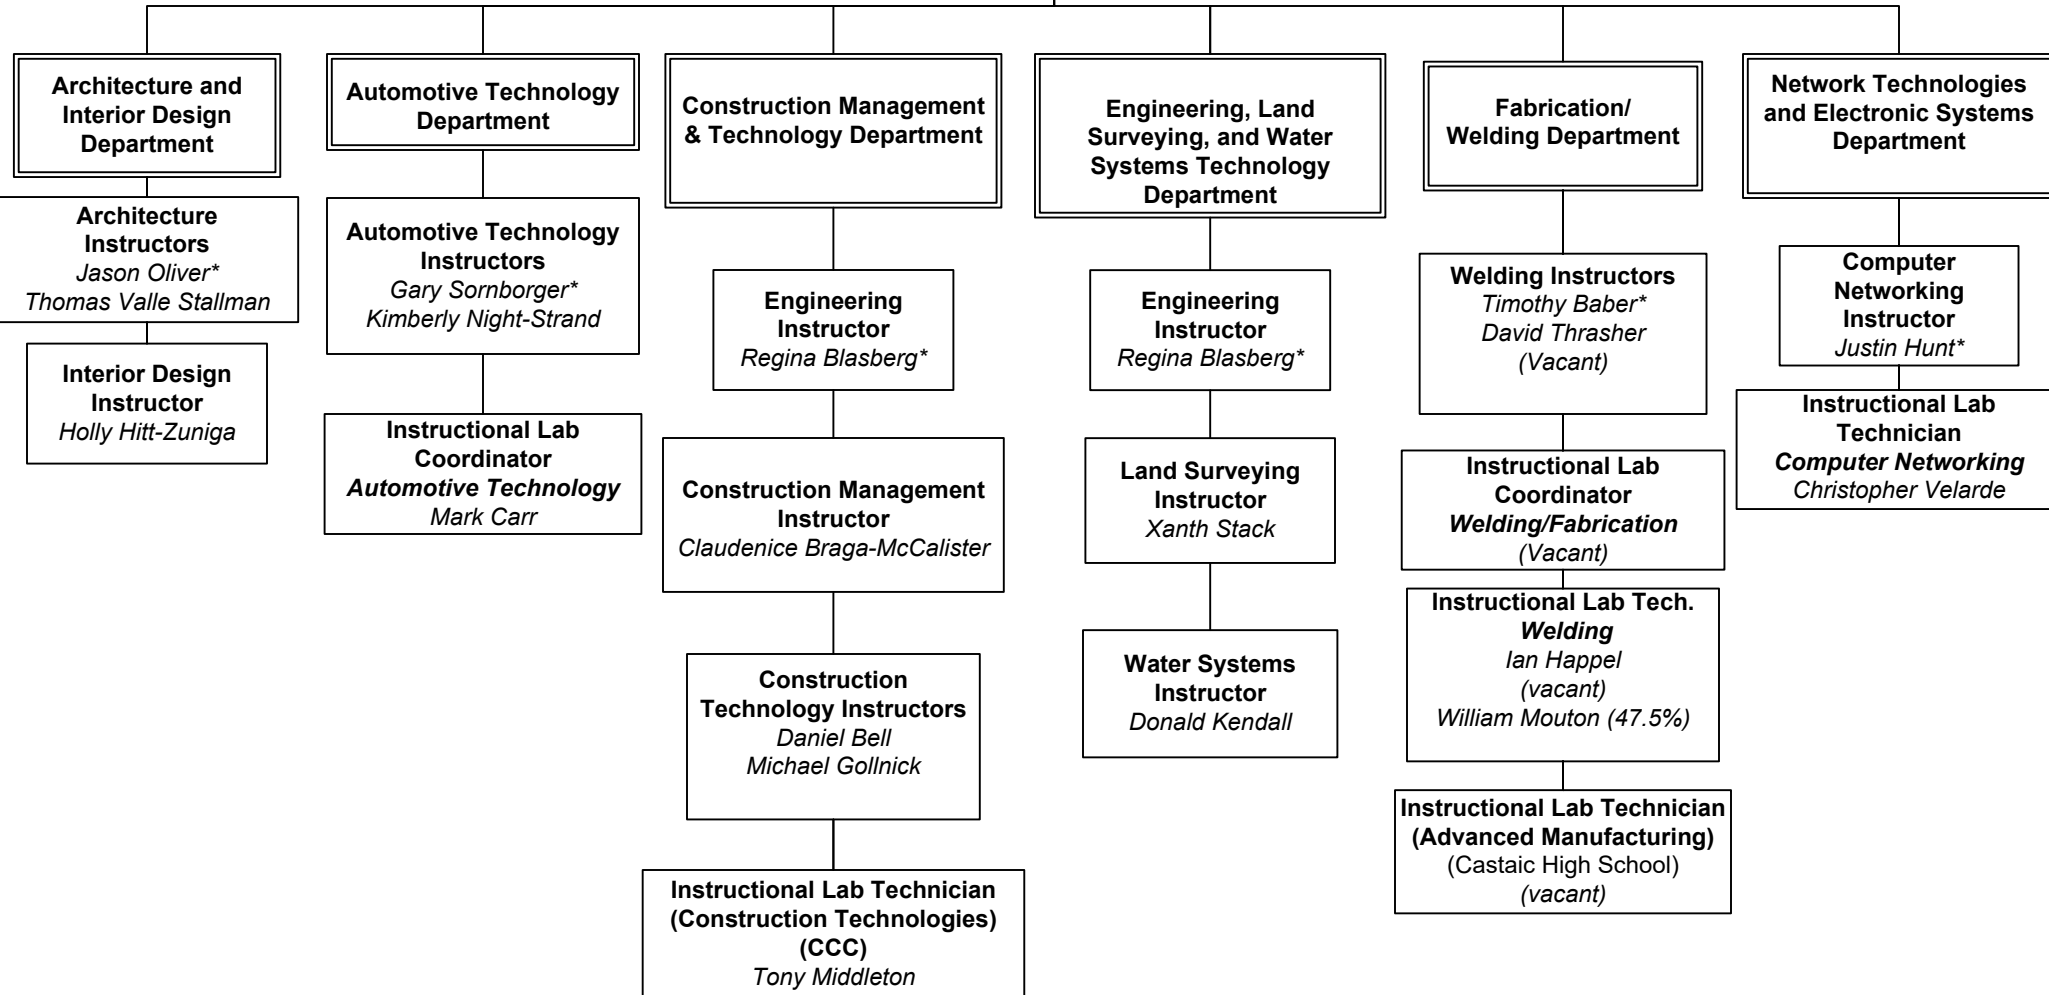 Architecture and
Interior Design
Department
Architecture
Instructors
Jason Oliver*
Thomas Valle Stallman
Interior Design
Instructor
Holly Hitt-Zuniga
Automotive Technology
Department
Automotive Technology
Instructors
Gary Sornborger*
Kimberly Night-Strand
Instructional Lab
Coordinator
Automotive Technology
Mark Carr
Construction Management
& Technology Department
Engineering
Instructor
Regina Blasberg*
Construction Management
Instructor
Claudenice Braga-McCalister
Construction
Technology Instructors
Daniel Bell
Michael Gollnick
Instructional Lab Technician
(Construction Technologies)
(CCC)
Tony Middleton
Engineering, Land
Surveying, and Water
Systems Technology
Department
Engineering
Instructor
Regina Blasberg*
Land Surveying
Instructor
Xanth Stack
Water Systems
Instructor
Donald Kendall
Fabrication/
Welding Department
Welding Instructors
Timothy Baber*
David Thrasher
(Vacant)
Instructional Lab
Coordinator
Welding/Fabrication
(Vacant)
Instructional Lab Tech.
Welding
Ian Happel
(vacant)
William Mouton (47.5%)
Instructional Lab Technician
(Advanced Manufacturing)
(Castaic High School)
(vacant)
Network Technologies
and Electronic Systems
Department
Computer
Networking
Instructor
Justin Hunt*
Instructional Lab
Technician
Computer Networking
Christopher Velarde